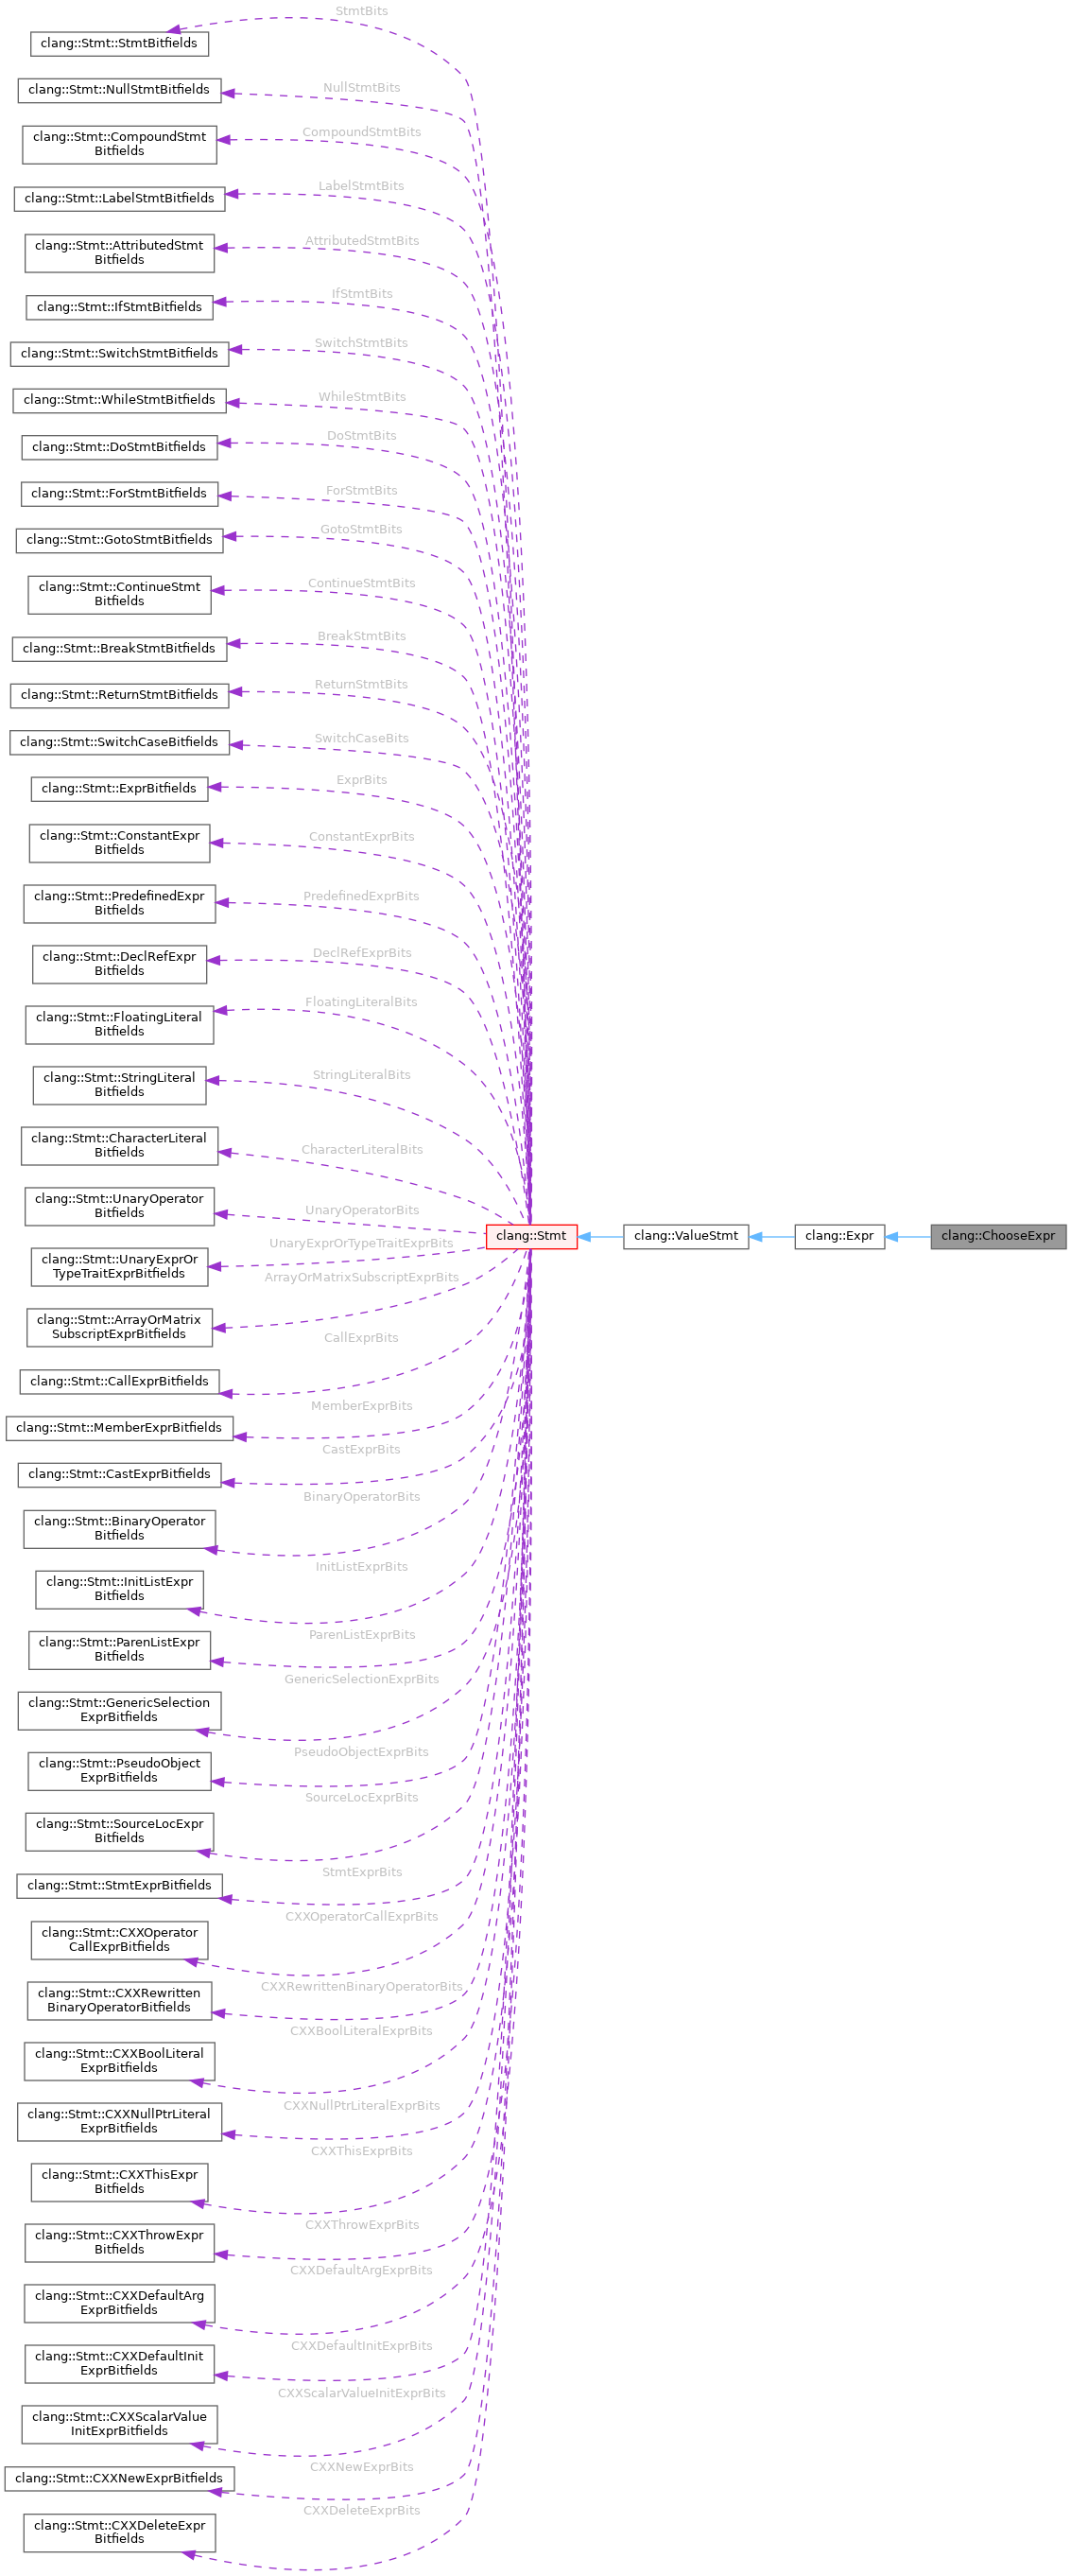 StmtBits
clang::Stmt::StmtBitfields
NullStmtBits
clang::Stmt::NullStmtBitfields
CompoundStmtBits
clang::Stmt::CompoundStmt
Bitfields
LabelStmtBits
clang::Stmt::LabelStmtBitfields
AttributedStmtBits
clang::Stmt::AttributedStmt
Bitfields
IfStmtBits
clang::Stmt::IfStmtBitfields
SwitchStmtBits
clang::Stmt::SwitchStmtBitfields
WhileStmtBits
clang::Stmt::WhileStmtBitfields
DoStmtBits
clang::Stmt::DoStmtBitfields
ForStmtBits
clang::Stmt::ForStmtBitfields
GotoStmtBits
clang::Stmt::GotoStmtBitfields
ContinueStmtBits
clang::Stmt::ContinueStmt
Bitfields
BreakStmtBits
clang::Stmt::BreakStmtBitfields
ReturnStmtBits
clang::Stmt::ReturnStmtBitfields
SwitchCaseBits
clang::Stmt::SwitchCaseBitfields
ExprBits
clang::Stmt::ExprBitfields
ConstantExprBits
clang::Stmt::ConstantExpr
Bitfields
PredefinedExprBits
clang::Stmt::PredefinedExpr
Bitfields
DeclRefExprBits
clang::Stmt::DeclRefExpr
Bitfields
FloatingLiteralBits
clang::Stmt::FloatingLiteral
Bitfields
StringLiteralBits
clang::Stmt::StringLiteral
Bitfields
CharacterLiteralBits
clang::Stmt::CharacterLiteral
Bitfields
UnaryOperatorBits
clang::Stmt::UnaryOperator
Bitfields
clang::Stmt
clang::ValueStmt
clang::Expr
clang::ChooseExpr
UnaryExprOrTypeTraitExprBits
clang::Stmt::UnaryExprOr
TypeTraitExprBitfields
ArrayOrMatrixSubscriptExprBits
clang::Stmt::ArrayOrMatrix
SubscriptExprBitfields
CallExprBits
clang::Stmt::CallExprBitfields
MemberExprBits
clang::Stmt::MemberExprBitfields
CastExprBits
clang::Stmt::CastExprBitfields
BinaryOperatorBits
clang::Stmt::BinaryOperator
Bitfields
InitListExprBits
clang::Stmt::InitListExpr
Bitfields
ParenListExprBits
clang::Stmt::ParenListExpr
Bitfields
GenericSelectionExprBits
clang::Stmt::GenericSelection
ExprBitfields
PseudoObjectExprBits
clang::Stmt::PseudoObject
ExprBitfields
SourceLocExprBits
clang::Stmt::SourceLocExpr
Bitfields
StmtExprBits
clang::Stmt::StmtExprBitfields
CXXOperatorCallExprBits
clang::Stmt::CXXOperator
CallExprBitfields
CXXRewrittenBinaryOperatorBits
clang::Stmt::CXXRewritten
BinaryOperatorBitfields
CXXBoolLiteralExprBits
clang::Stmt::CXXBoolLiteral
ExprBitfields
CXXNullPtrLiteralExprBits
clang::Stmt::CXXNullPtrLiteral
ExprBitfields
CXXThisExprBits
clang::Stmt::CXXThisExpr
Bitfields
CXXThrowExprBits
clang::Stmt::CXXThrowExpr
Bitfields
CXXDefaultArgExprBits
clang::Stmt::CXXDefaultArg
ExprBitfields
CXXDefaultInitExprBits
clang::Stmt::CXXDefaultInit
ExprBitfields
CXXScalarValueInitExprBits
clang::Stmt::CXXScalarValue
InitExprBitfields
CXXNewExprBits
clang::Stmt::CXXNewExprBitfields
CXXDeleteExprBits
clang::Stmt::CXXDeleteExpr
Bitfields